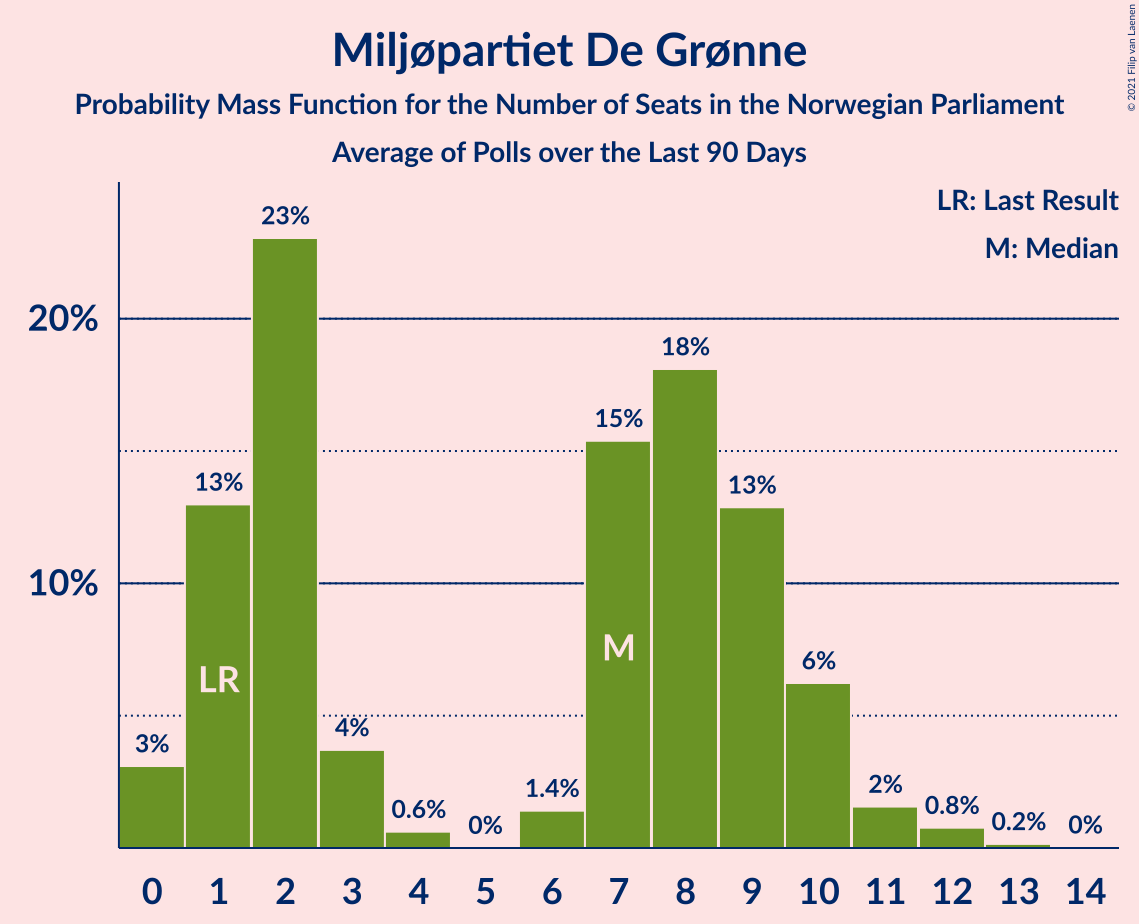 Miljøpartiet De Grønne
Probability Mass Function for the Number of Seats in the Norwegian Parliament
Average of Polls over the Last 90 Days
© 2021 Filip van Laenen
LR: Last Result
M: Median
20%
10%
3%
13%
23%
4%
0.6%
0%
1.4%
15%
18%
13%
6%
2%
0.8%
0.2%
0%
LR
M
0 1 2 3 4 5 6 7 8 9 10 11 12 13 14